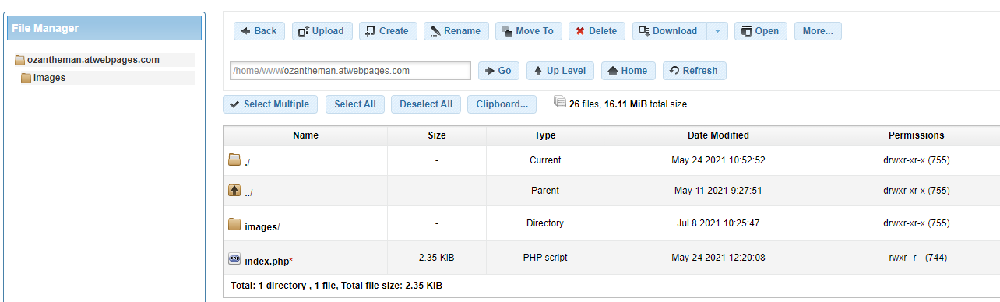 File Manager
ozantheman.atwebpages.com
images
Back Upload Create Rename Move To Delete Download Open More...
/home/www/ozantheman.atwebpages.com Go Up Level Home Refresh
Select Multiple Select All Deselect All Clipboard... 26 files, 16.11 MiB total size
Name Size Type Date Modified Permissions
./ - Current May 24 2021 10:52:52 drwxr-xr-x (755)
../ - Parent May 11 2021 9:27:51 drwxr-xr-x (755)
images/ - Directory Jul 8 2021 10:25:47 drwxr-xr-x (755)
php index.php* 2.35 KiB PHP script May 24 2021 12:20:08 -rwxr--r-- (744)
Total: 1 directory , 1 file, Total file size: 2.35 KiB